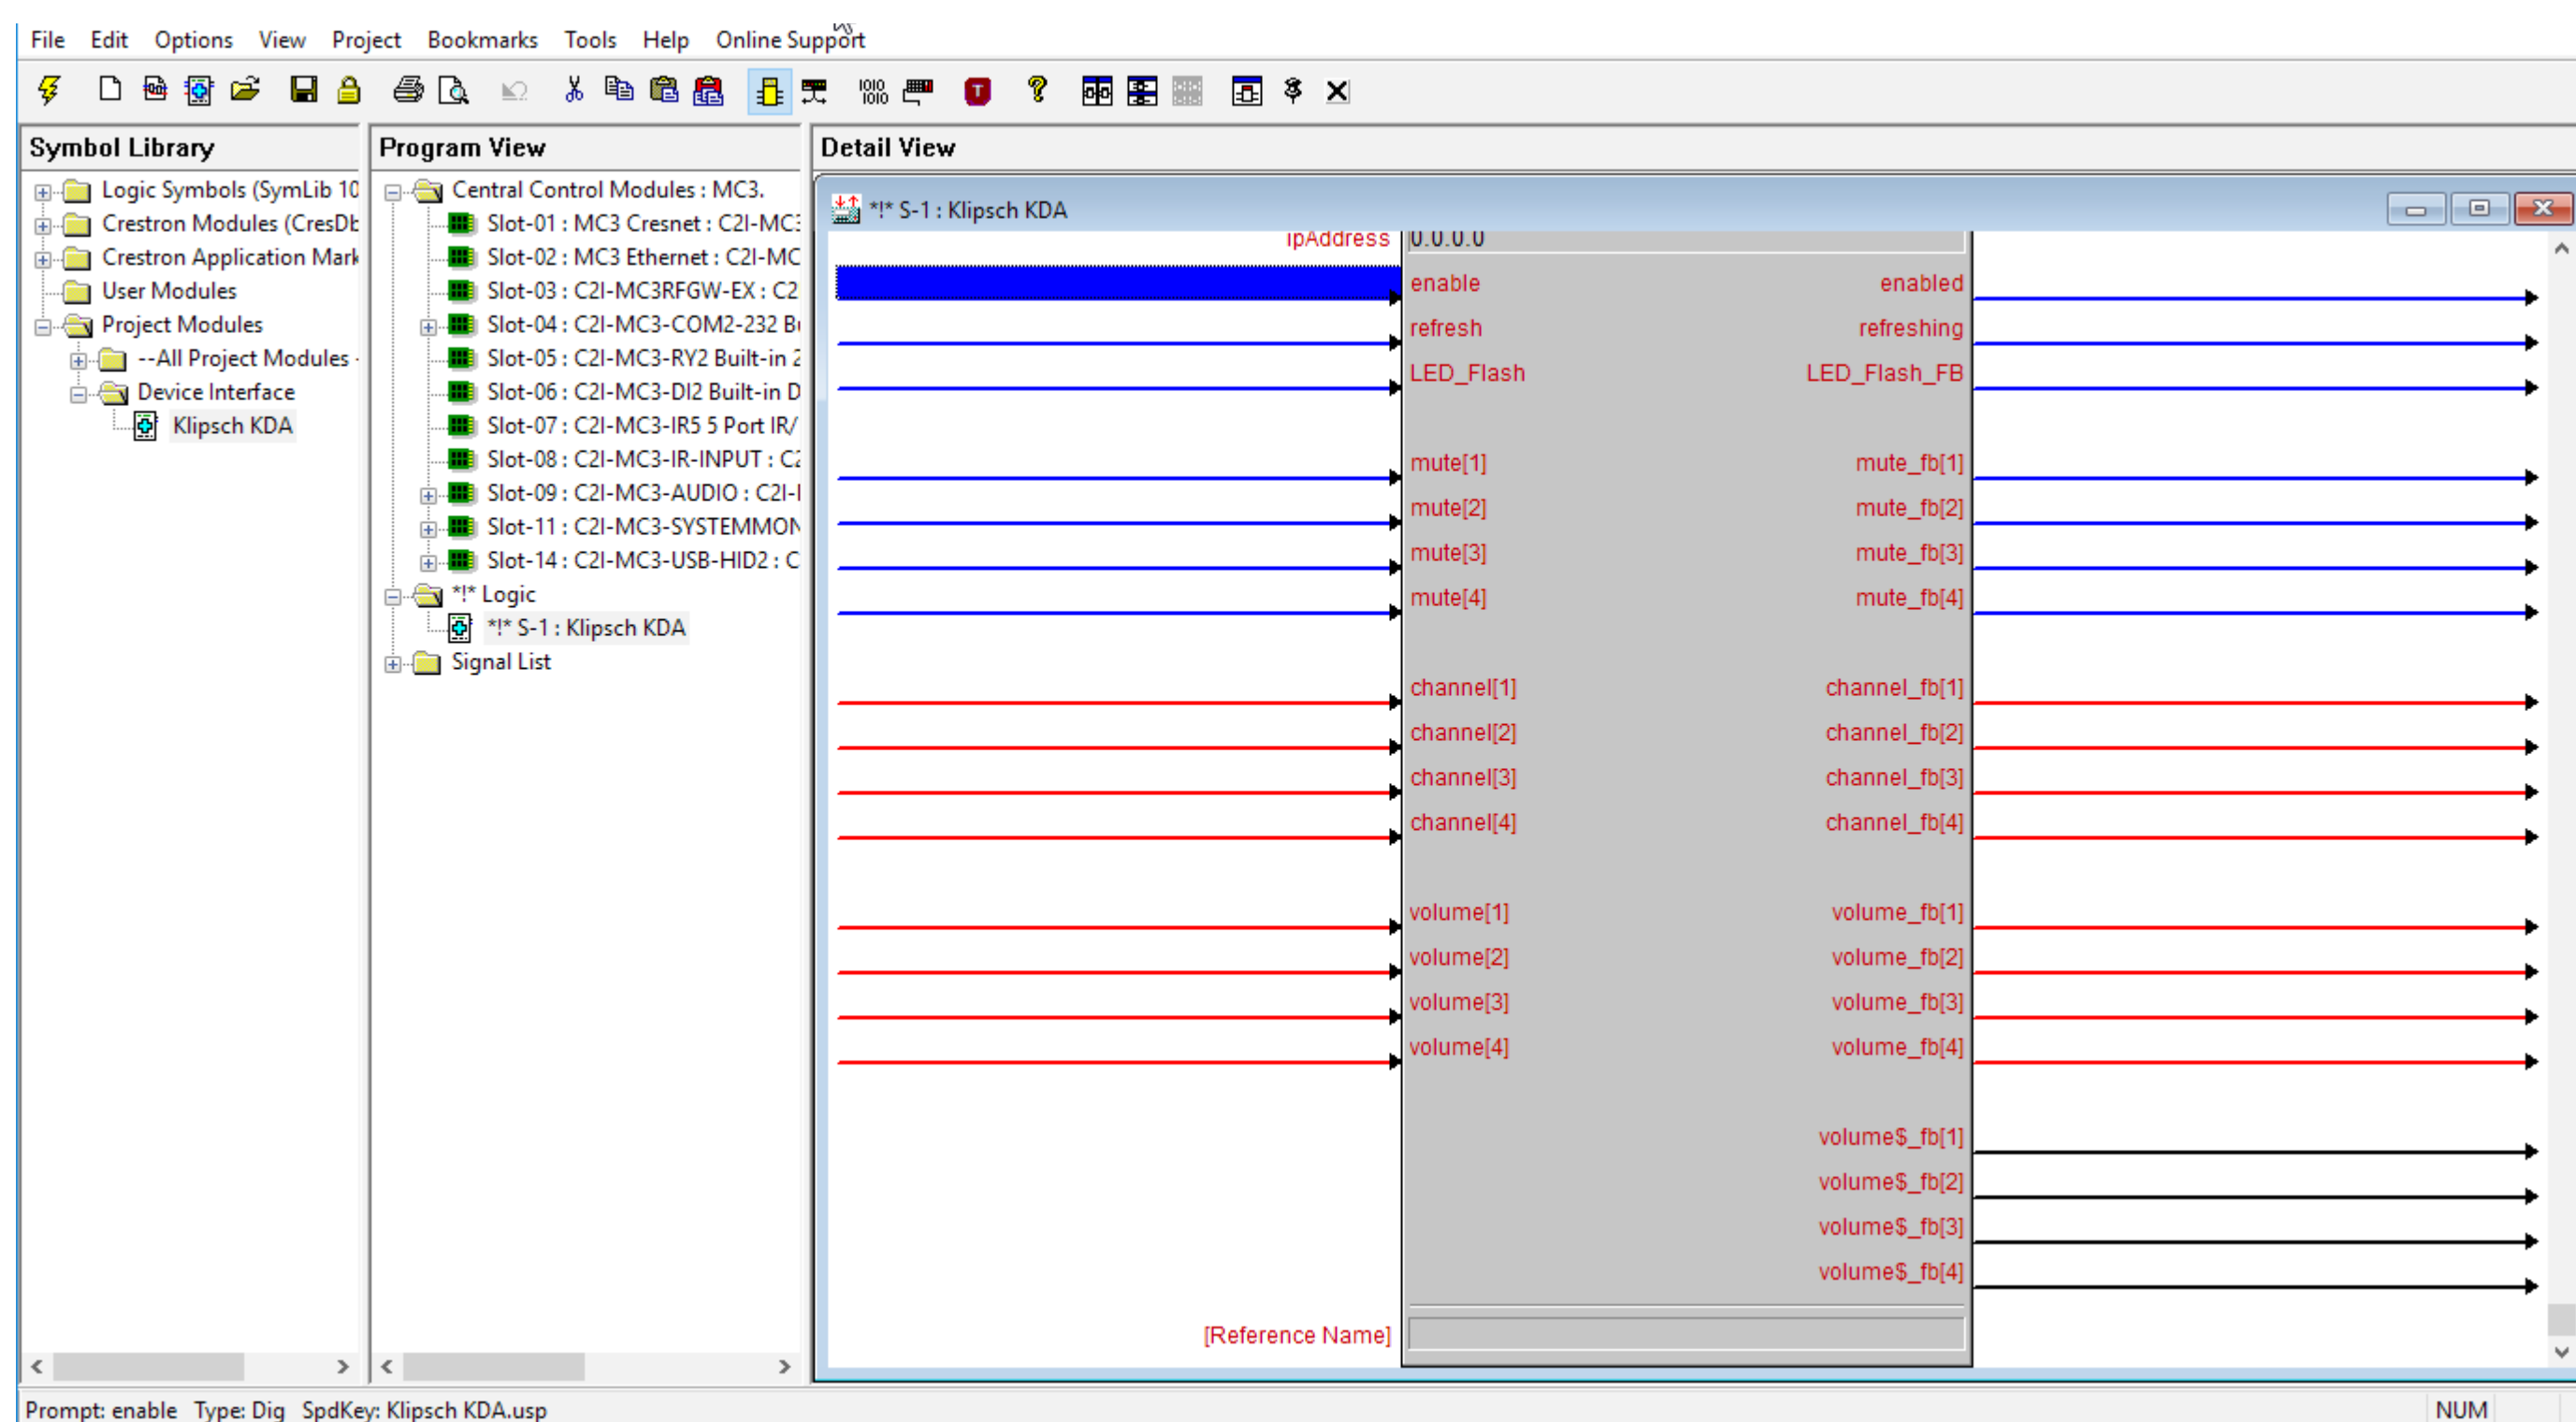 File Edit Options View Project Bookmarks Tools Help Online Support
Symbol Library
Logic Symbols (SymLib 10
Crestron Modules (CresDb
Crestron Application Mark
User Modules
Project Modules
--All Project Modules -
Device Interface
Klipsch KDA
Program View
Central Control Modules : MC3.
Slot-01 : MC3 Cresnet : C2I-MC3
Slot-02 : MC3 Ethernet : C2I-MC
Slot-03 : C2I-MC3RFGW-EX : C2
Slot-04 : C2I-MC3-COM2-232 Bu
Slot-05 : C2I-MC3-RY2 Built-in 2
Slot-06 : C2I-MC3-DI2 Built-in D
Slot-07 : C2I-MC3-IR5 5 Port IR/
Slot-08 : C2I-MC3-IR-INPUT : C2
Slot-09 : C2I-MC3-AUDIO : C2I-I
Slot-11 : C2I-MC3-SYSTEMMON
Slot-14 : C2I-MC3-USB-HID2 : C
*!* Logic
*!* S-1 : Klipsch KDA
Signal List
Detail View
*!* S-1 : Klipsch KDA
ipAddress 0.0.0.0
enable enabled
refresh refreshing
LED_Flash LED_Flash_FB
mute[1] mute_fb[1]
mute[2] mute_fb[2]
mute[3] mute_fb[3]
mute[4] mute_fb[4]
channel[1] channel_fb[1]
channel[2] channel_fb[2]
channel[3] channel_fb[3]
channel[4] channel_fb[4]
volume[1] volume_fb[1]
volume[2] volume_fb[2]
volume[3] volume_fb[3]
volume[4] volume_fb[4]
volume$_fb[1]
volume$_fb[2]
volume$_fb[3]
volume$_fb[4]
[Reference Name]
Prompt: enable Type: Dig SpdKey: Klipsch KDA.usp NUM